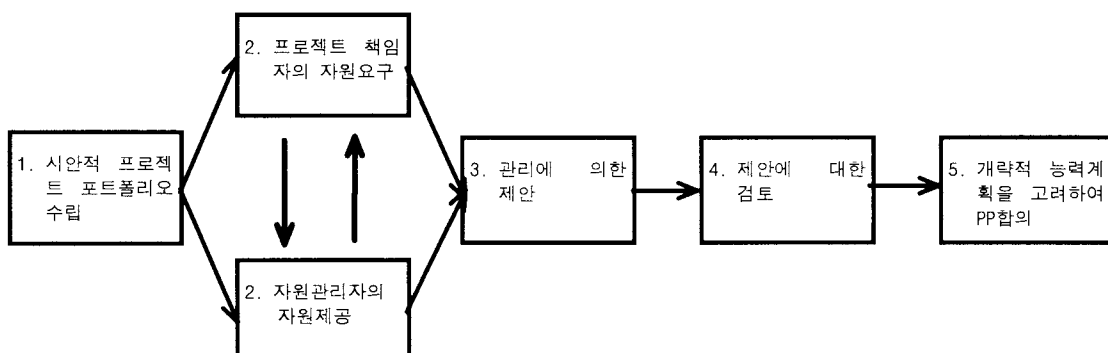 2. 프로젝트 책임
자의 자원요구
1. 시안적 프로젝
트 포트폴리오
수립
3. 관리에 의한
제안
4. 제안에 대한
검토
5. 개략적 능력계
획을 고려하여
PP합의
2. 자원관리자의
자원제공